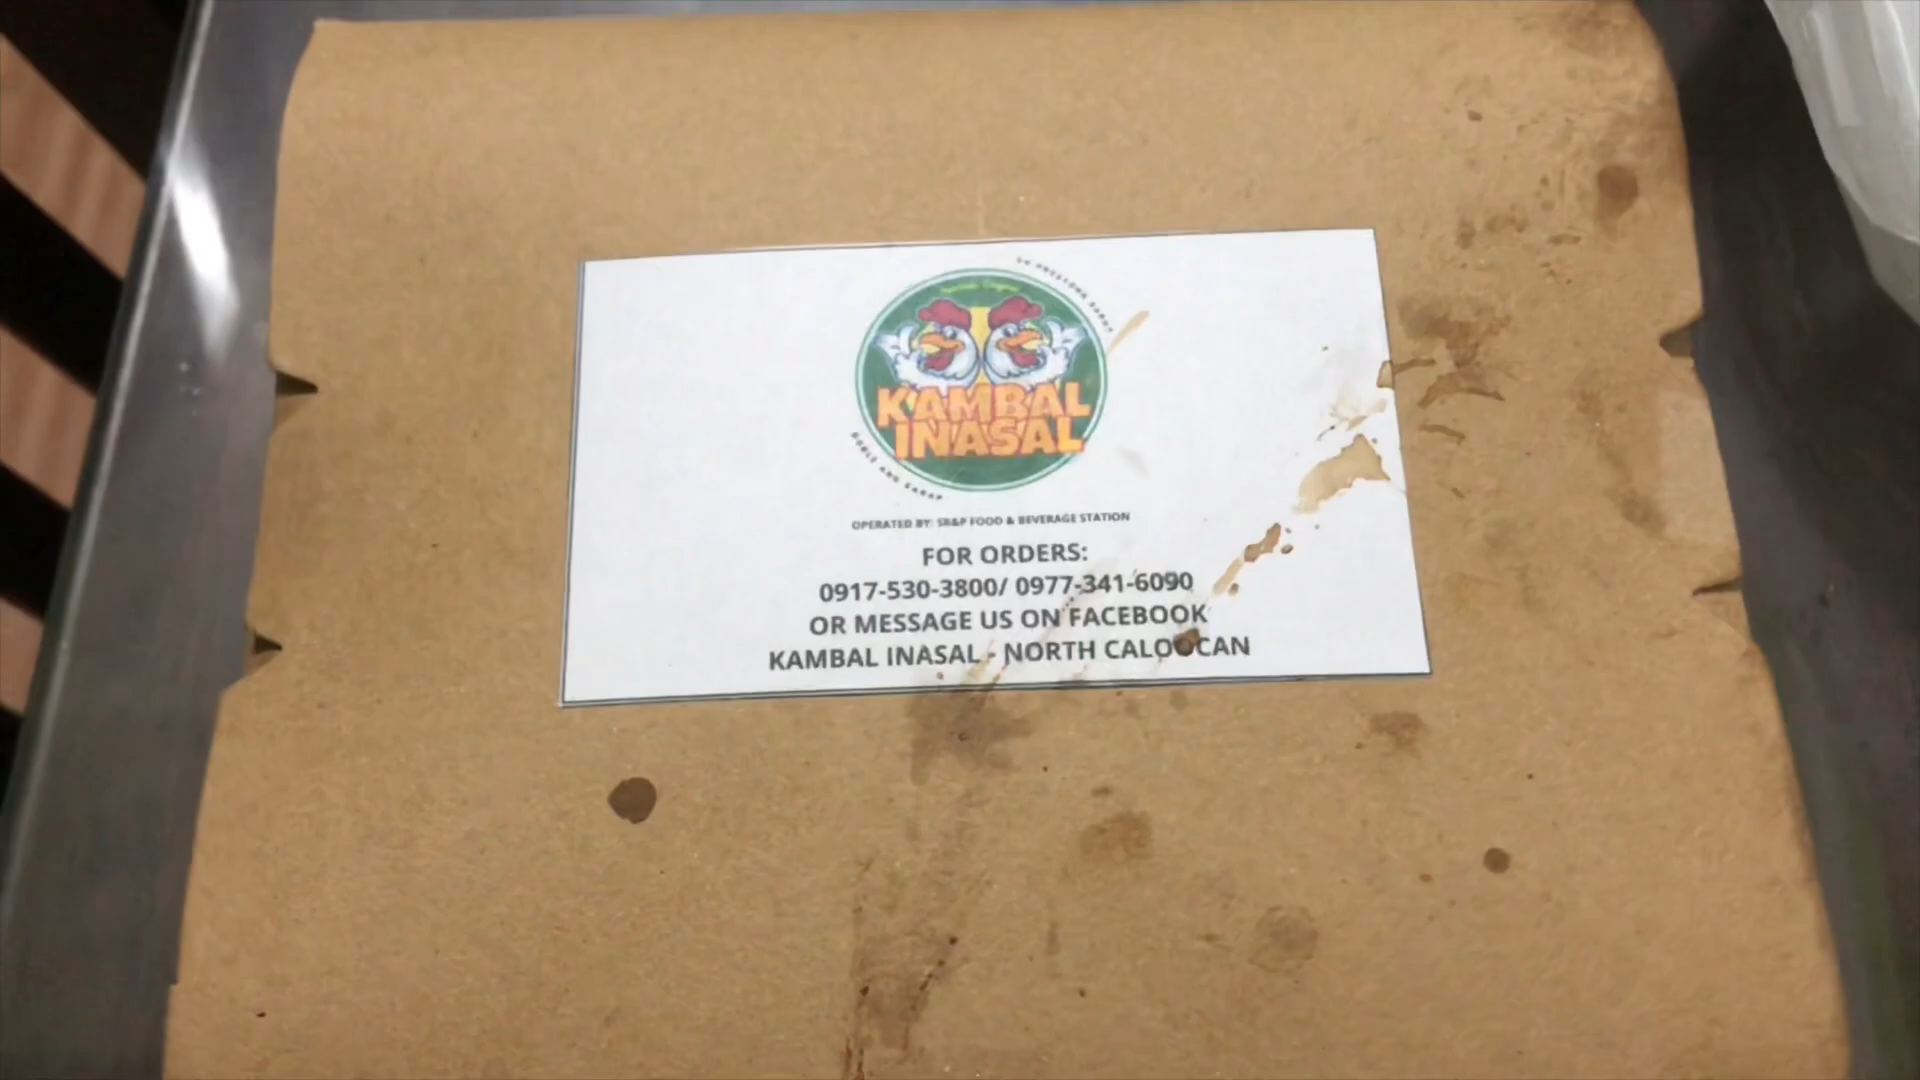 KAMBAL
INASAL
OPERATED BY: SR&P FOOD & BEVERAGE STATION
FOR ORDERS:
0917-530-3800/ 0977-341-6090
OR MESSAGE US ON FACEBOOK
KAMBAL INASAL - NORTH CALOOCAN